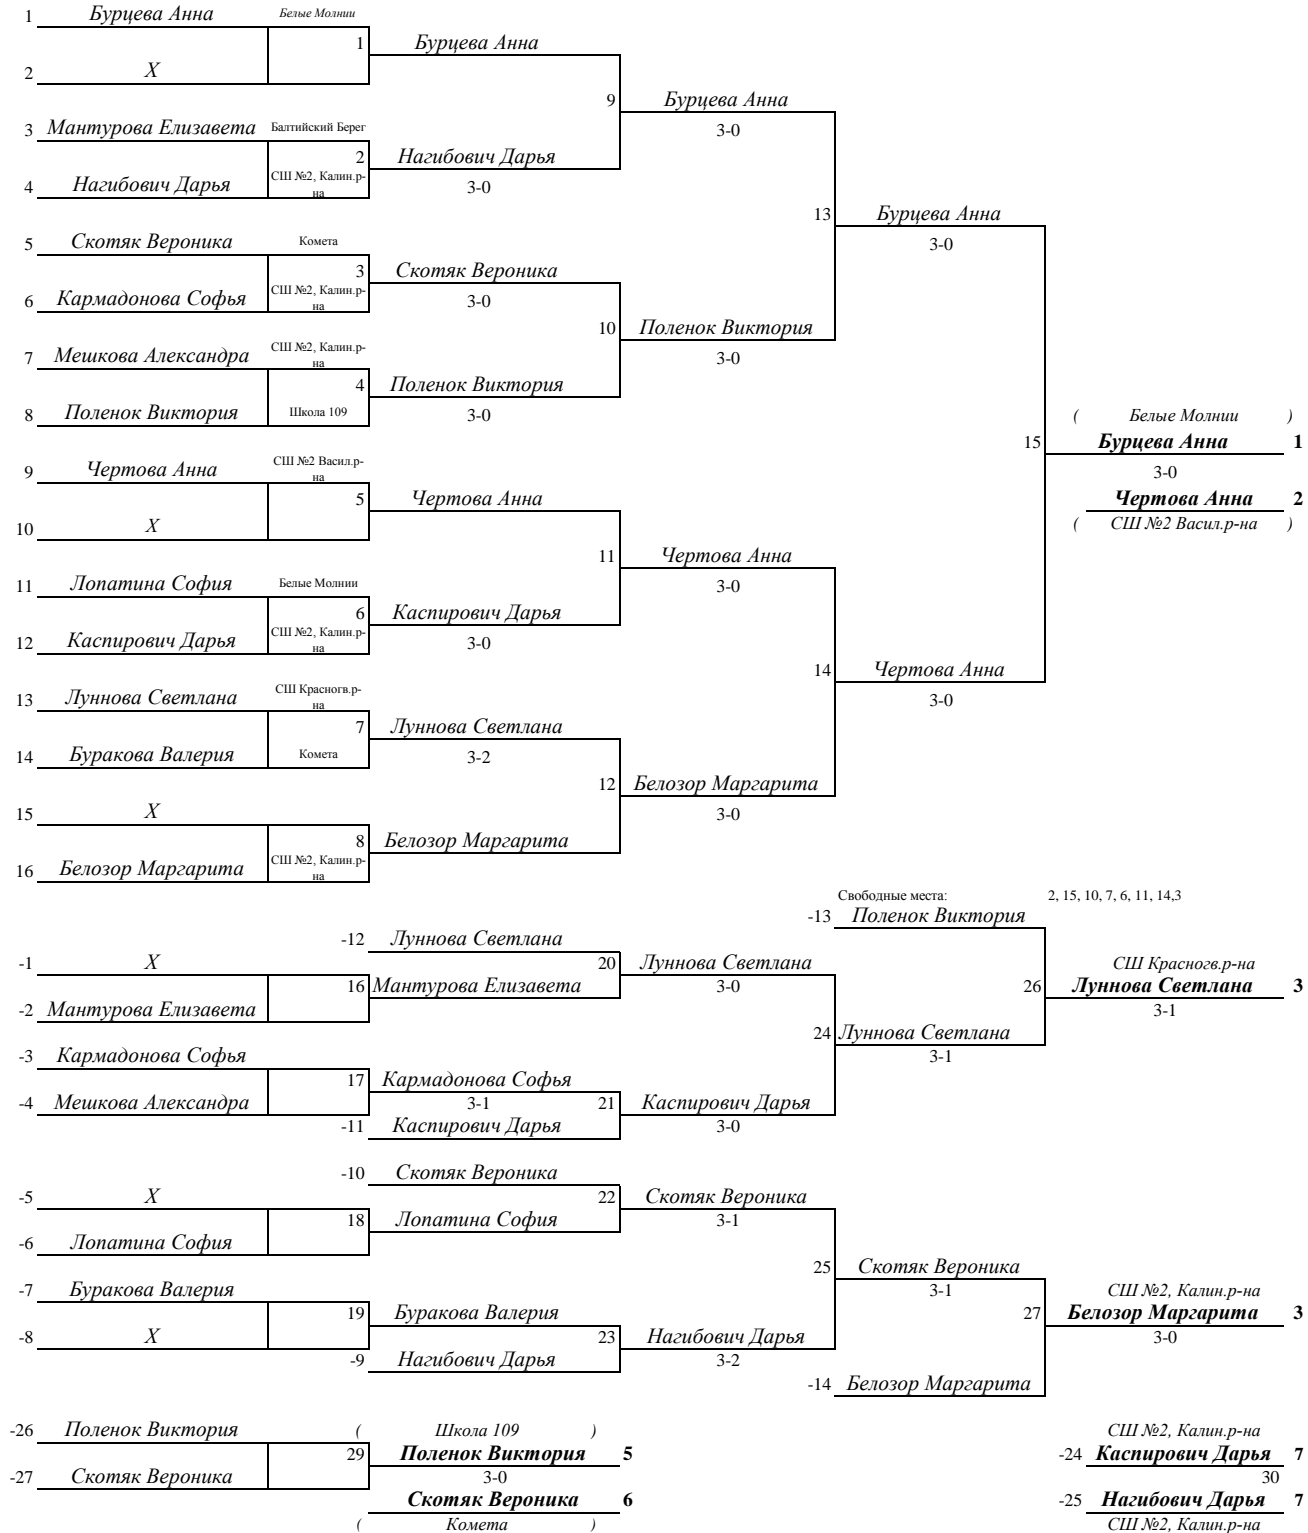 1 Бурцева Анна Белые Молнии
1 Бурцева Анна
2 X
9 Бурцева Анна
3-0
3 Мантурова Елизавета Балтийский Берег
2 Нагибович Дарья
3-0
4 Нагибович Дарья СШ №2, Калин.р-на
13 Бурцева Анна
3-0
5 Скотяк Вероника Комета
3 Скотяк Вероника
3-0
6 Кармадонова Софья СШ №2, Калин.р-на
10 Поленок Виктория
3-0
7 Мешкова Александра СШ №2, Калин.р-на
4 Поленок Виктория
3-0
8 Поленок Виктория Школа 109
( Белые Молнии )
15 Бурцева Анна 1
3-0
9 Чертова Анна СШ №2 Васил.р-на
5 Чертова Анна
Чертова Анна 2
( СШ №2 Васил.р-на )
10 X
11 Чертова Анна
3-0
11 Лопатина София Белые Молнии
6 Каспирович Дарья
3-0
12 Каспирович Дарья СШ №2, Калин.р-на
14 Чертова Анна
3-0
13 Луннова Светлана СШ Красногв.р-на
7 Луннова Светлана
3-2
14 Буракова Валерия Комета
12 Белозор Маргарита
3-0
15 X
8 Белозор Маргарита
16 Белозор Маргарита СШ №2, Калин.р-на
Свободные места: 2, 15, 10, 7, 6, 11, 14,3
-13 Поленок Виктория
-12 Луннова Светлана
-1 X
20 Луннова Светлана
3-0
СШ Красногв.р-на
16 Мантурова Елизавета
26 Луннова Светлана 3
3-1
-2 Мантурова Елизавета
24 Луннова Светлана
3-1
-3 Кармадонова Софья
17 Кармадонова Софья
3-1
-4 Мешкова Александра
21 Каспирович Дарья
3-0
-11 Каспирович Дарья
-10 Скотяк Вероника
-5 X
22 Скотяк Вероника
3-1
18 Лопатина София
-6 Лопатина София
25 Скотяк Вероника
3-1
-7 Буракова Валерия
СШ №2, Калин.р-на
19 Буракова Валерия
27 Белозор Маргарита 3
3-0
-8 X
23 Нагибович Дарья
3-2
-9 Нагибович Дарья
-14 Белозор Маргарита
-26 Поленок Виктория ( Школа 109 )
29 Поленок Виктория 5
3-0
-27 Скотяк Вероника
Скотяк Вероника 6
( Комета )
СШ №2, Калин.р-на
-24 Каспирович Дарья 7
30
-25 Нагибович Дарья 7
СШ №2, Калин.р-на